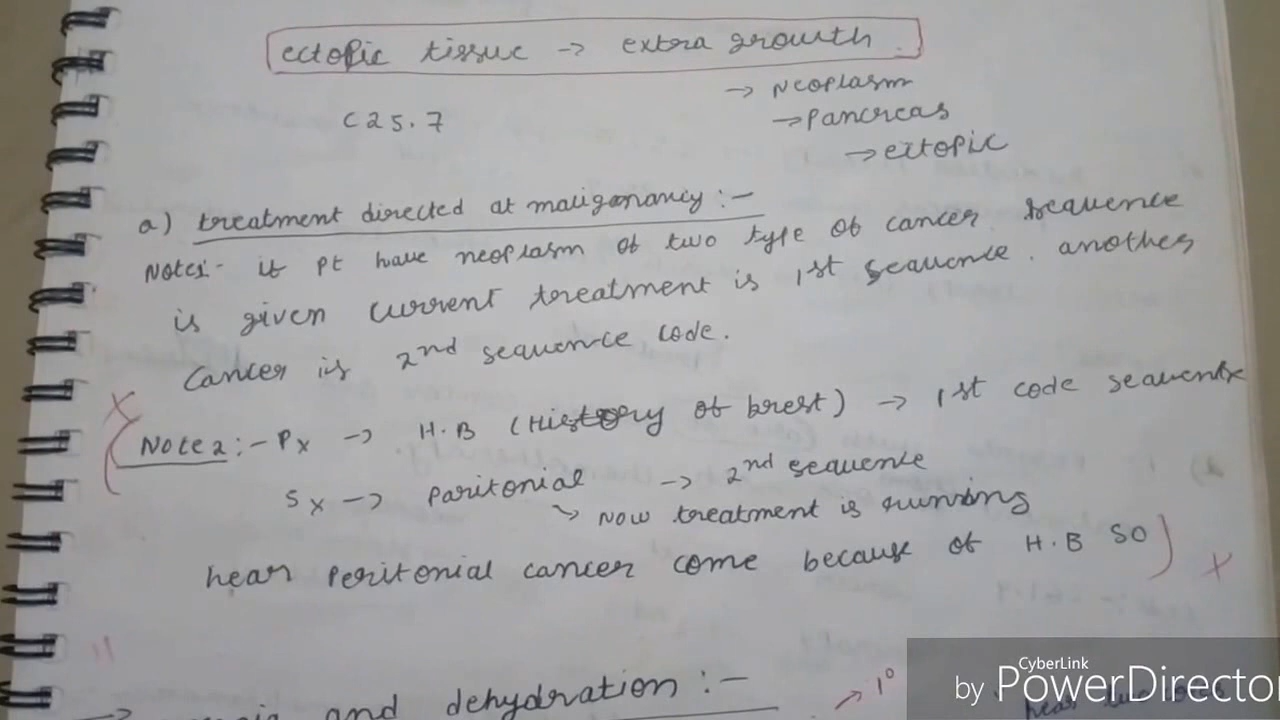 ectopic tissue -> extra growth.
-> Neoplasm
C25.7
-> Pancreas
-> ectopic
a) treatment directed at maligonancy :-
Notes:- if pt have neoplasm of two type of cancer sequence
is given current treatment is 1st sequence. another
Cancer is 2nd sequence code.
Note2:- Px -> H.B (History of brest) -> 1st code sequence
Sx -> paritonial -> 2nd sequence
-> Now treatment is running
hear peritonial cancer come because of H.B so
and dehydration :-
-> 1°
CyberLink
by PowerDirecto